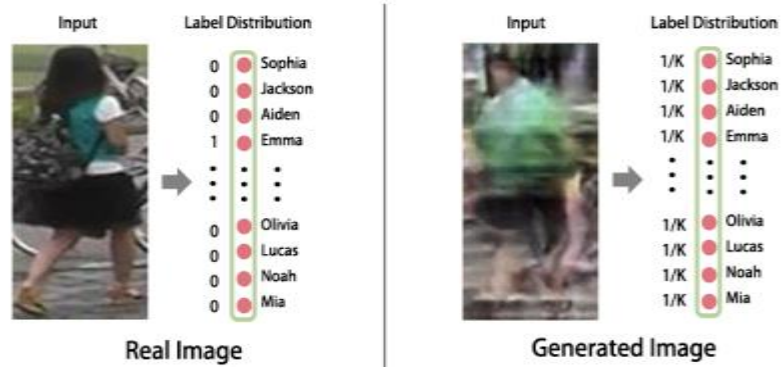 Input
Label Distribution
0 Sophia
0 Jackson
0 Aiden
1 Emma
0 Olivia
0 Lucas
0 Noah
0 Mia
Real Image
Input
Label Distribution
1/K Sophia
1/K Jackson
1/K Aiden
1/K Emma
1/K Olivia
1/K Lucas
1/K Noah
1/K Mia
Generated Image